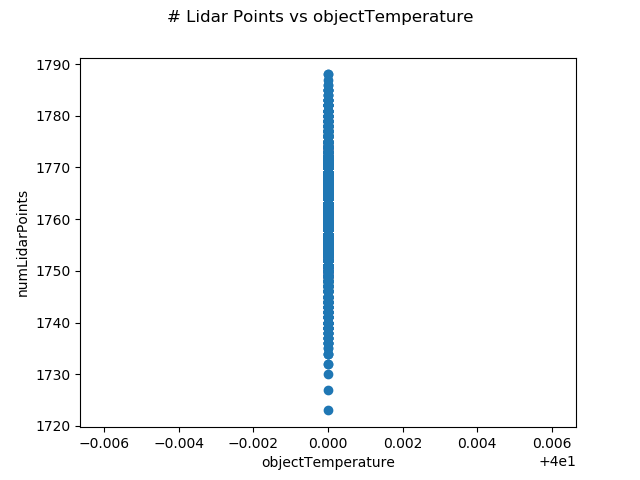 # Lidar Points vs objectTemperature
1790
1780
1770
1760
1750
1740
1730
1720
numLidarPoints
−0.006 −0.004 −0.002 0.000 0.002 0.004 0.006
objectTemperature
+4e1